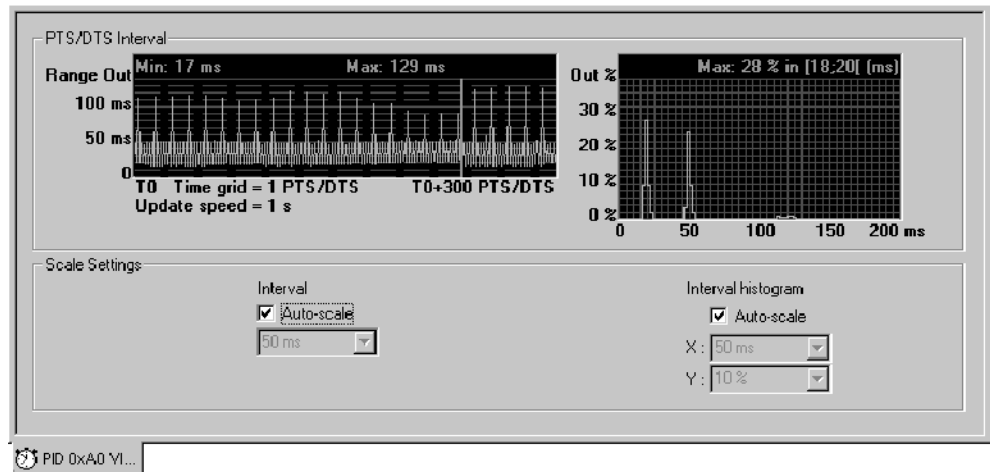 PTS/DTS Interval
Min: 17 ms Max: 129 ms
Range Out
100 ms
50 ms
0
T0 Time grid = 1 PTS/DTS T0+300 PTS/DTS
Update speed = 1 s
Max: 28 % in [18;20[ (ms)
Out %
30 %
20 %
10 %
0 %
0 50 100 150 200 ms
Scale Settings
Interval
Auto-scale
50 ms
Interval histogram
Auto-scale
X : 50 ms
Y : 10 %
PID 0xA0 VI...